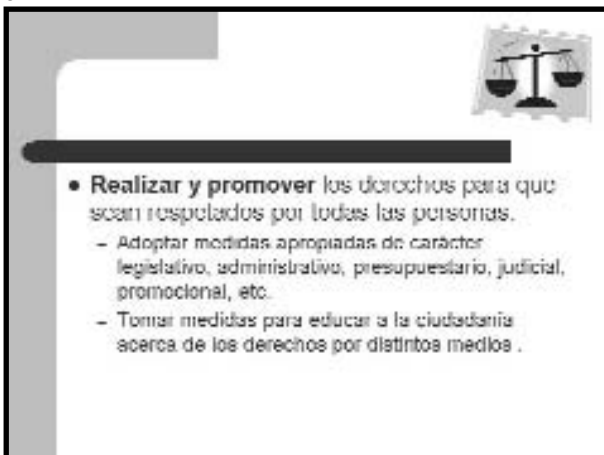 • Realizar y promover los derechos para que
sean respetados por todas las personas.
– Adoptar medidas apropiadas de carácter
legislativo, administrativo, presupuestario, judicial,
promocional, etc.
– Tomar medidas para educar a la ciudadanía
acerca de los derechos por distintos medios .